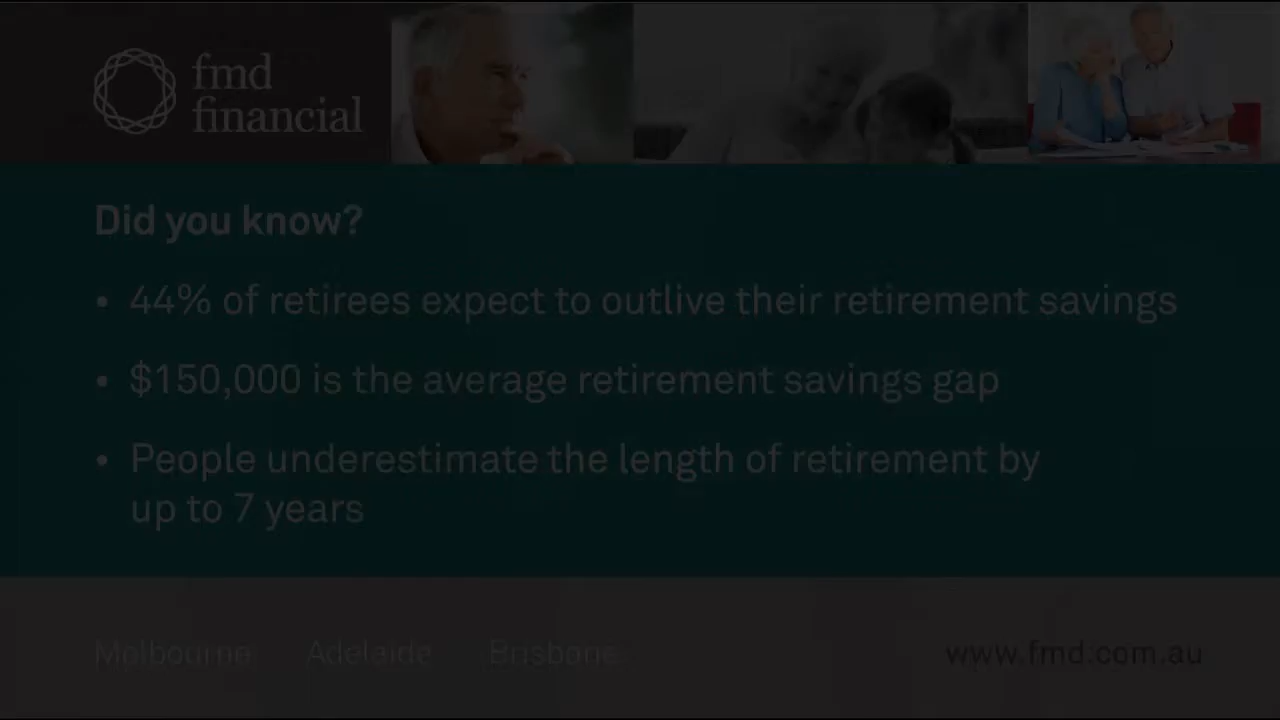 fmd
financial
Did you know?
• 44% of retirees expect to outlive their retirement savings
• $150,000 is the average retirement savings gap
• People underestimate the length of retirement by
up to 7 years
Melbourne Adelaide Brisbane www.fmd.com.au